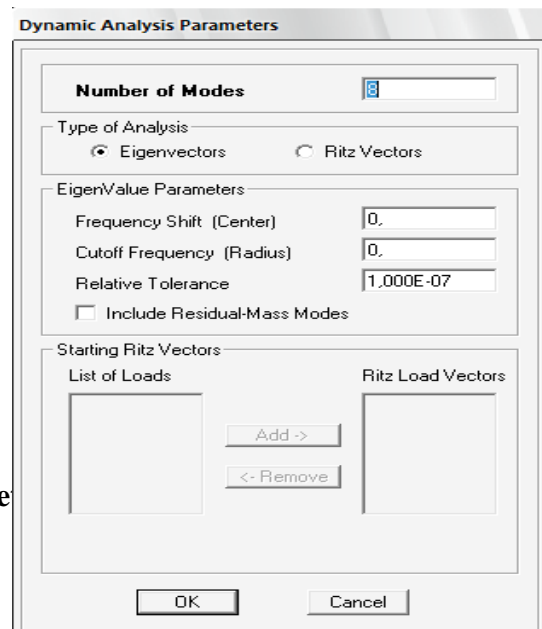 Dynamic Analysis Parameters
Number of Modes 8
Type of Analysis
Eigenvectors Ritz Vectors
EigenValue Parameters
Frequency Shift (Center) 0,
Cutoff Frequency (Radius) 0,
Relative Tolerance 1,000E-07
Include Residual-Mass Modes
Starting Ritz Vectors
List of Loads Ritz Load Vectors
Add ->
<- Remove
OK Cancel